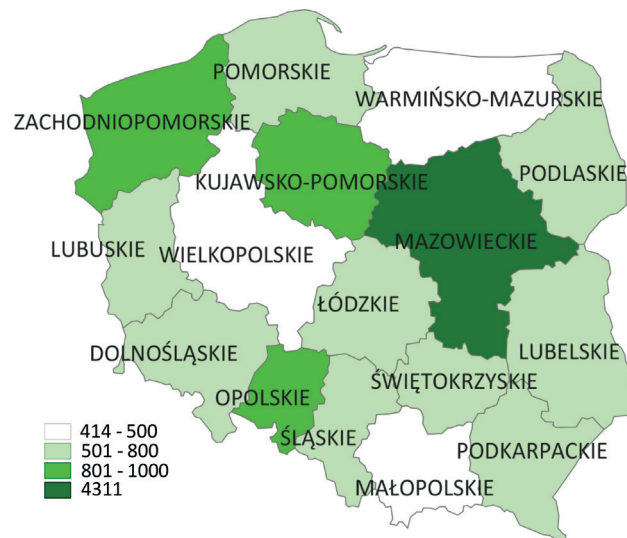 POMORSKIE
WARMIŃSKO-MAZURSKIE
ZACHODNIOPOMORSKIE
PODLASKIE
KUJAWSKO-POMORSKIE
MAZOWIECKIE
LUBUSKIE
WIELKOPOLSKIE
ŁÓDZKIE
DOLNOŚLĄSKIE
LUBELSKIE
ŚWIĘTOKRZYSKIE
OPOLSKIE
ŚLĄSKIE
PODKARPACKIE
MAŁOPOLSKIE
414 - 500
501 - 800
801 - 1000
4311